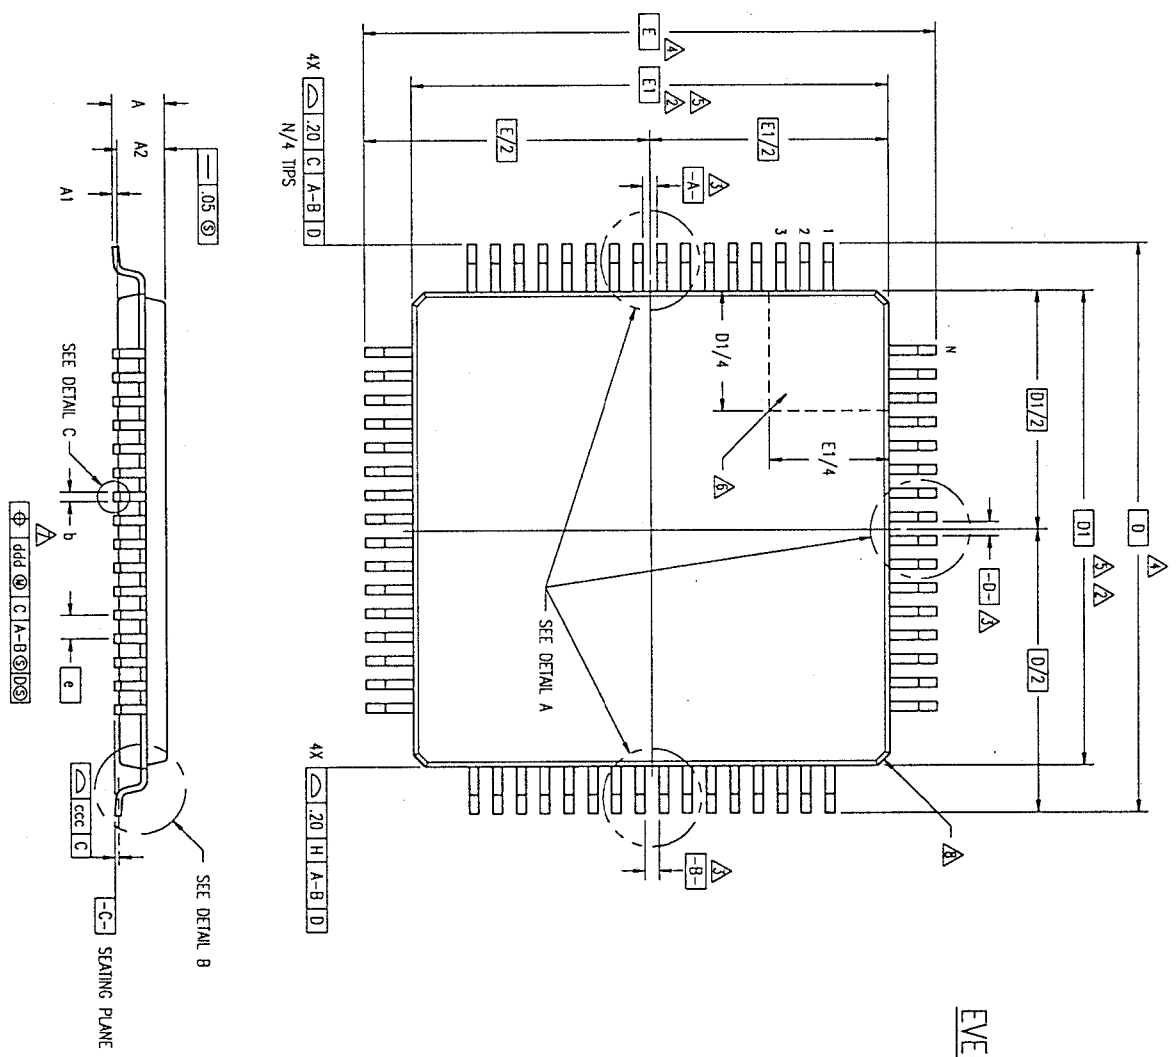 E 4
E1 2 5
E/2
E1/2
4X .20 C A-B D
N/4 TIPS
-A- 3
1
2
3
N
D1/4
E1/4
6
SEE DETAIL A
D 4
D1 5 2
D1/2
D/2
-D- 3
-B- 3
8
4X .20 H A-B D
A
A2
A1
— .05 Ⓢ
SEE DETAIL C
b
7
⌖ ddd Ⓜ C A-B Ⓢ D Ⓢ
e
ccc C
-C- SEATING PLANE
SEE DETAIL B
EVE